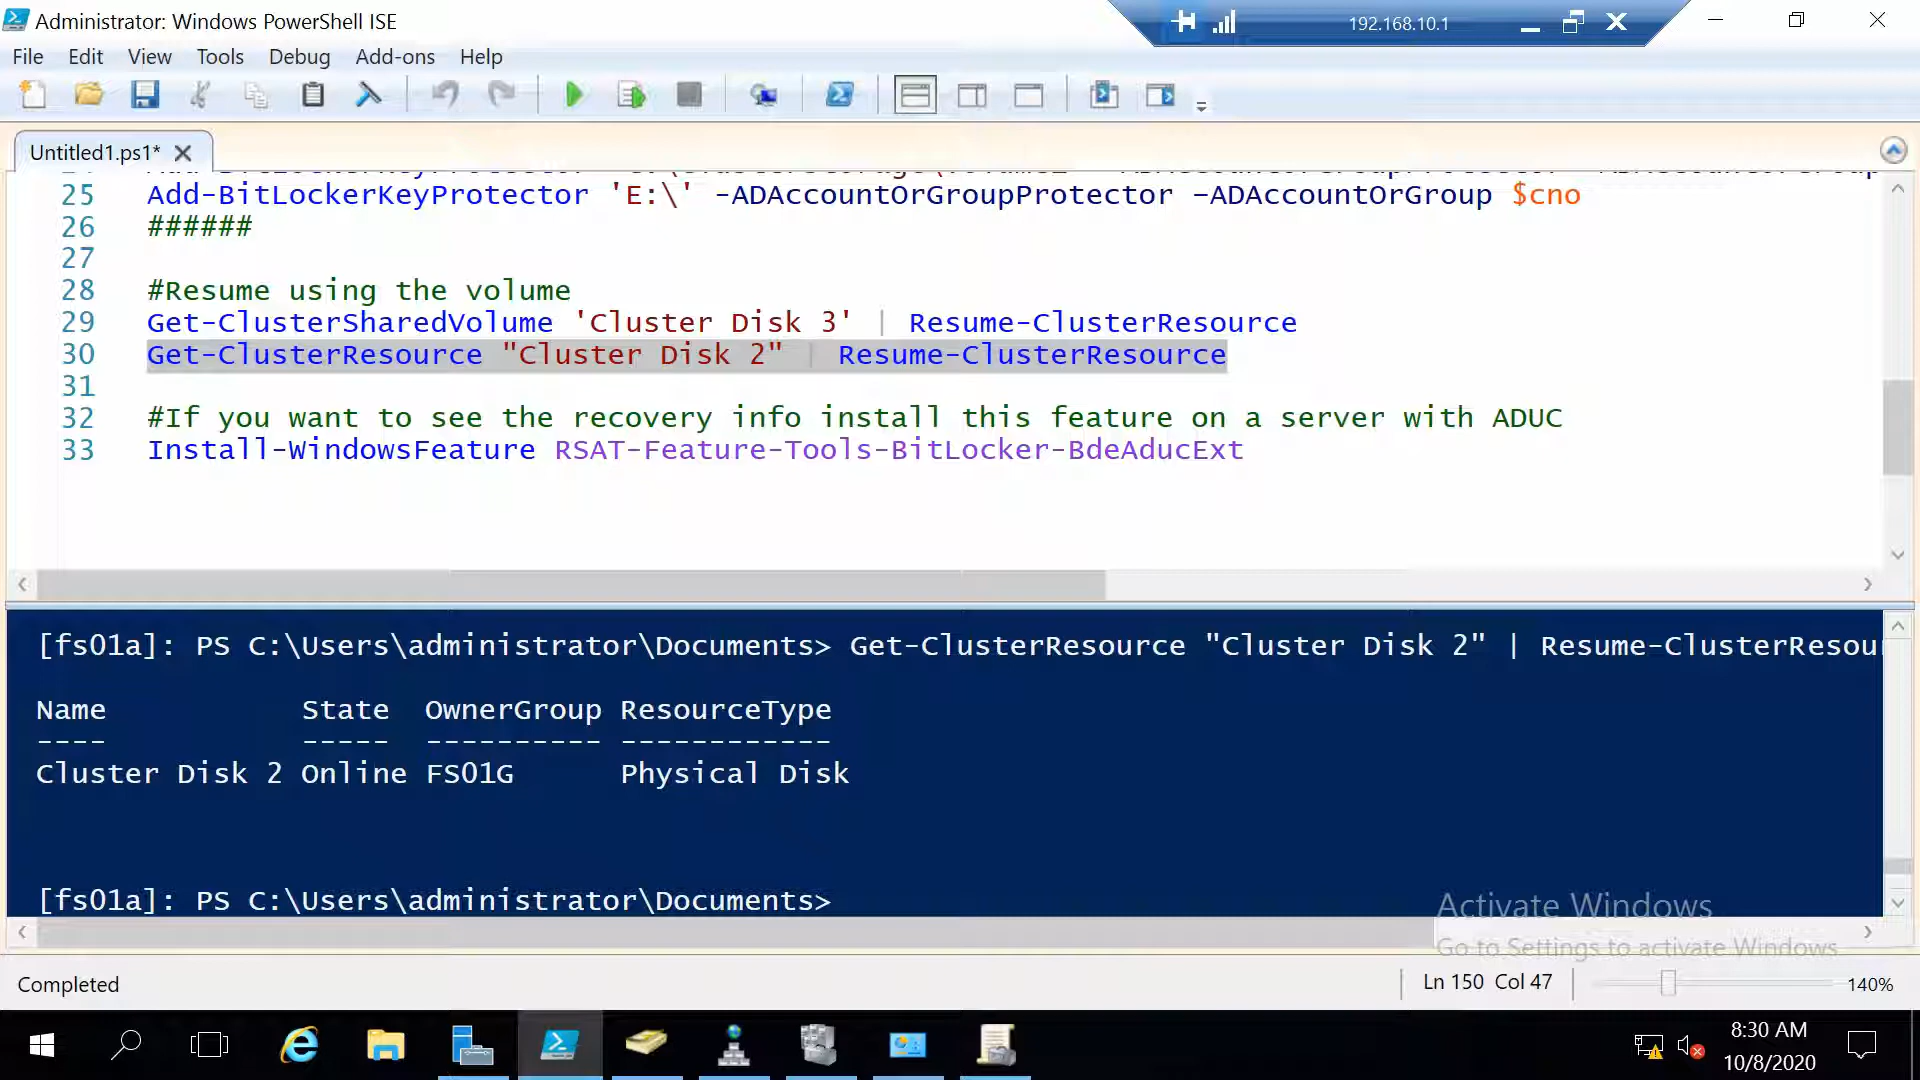 Administrator: Windows PowerShell ISE
192.168.10.1
File Edit View Tools Debug Add-ons Help
Untitled1.ps1*
25 Add-BitLockerKeyProtector 'E:\' -ADAccountOrGroupProtector -ADAccountOrGroup $cno
26 ######
27
28 #Resume using the volume
29 Get-ClusterSharedVolume 'Cluster Disk 3' | Resume-ClusterResource
30 Get-ClusterResource "Cluster Disk 2" | Resume-ClusterResource
31
32 #If you want to see the recovery info install this feature on a server with ADUC
33 Install-WindowsFeature RSAT-Feature-Tools-BitLocker-BdeAducExt
[fs01a]: PS C:\Users\administrator\Documents> Get-ClusterResource "Cluster Disk 2" | Resume-ClusterResour
Name State OwnerGroup ResourceType
---- ----- ---------- ------------
Cluster Disk 2 Online FS01G Physical Disk
[fs01a]: PS C:\Users\administrator\Documents>
Activate Windows
Go to Settings to activate Windows
Completed
Ln 150 Col 47
140%
8:30 AM
10/8/2020